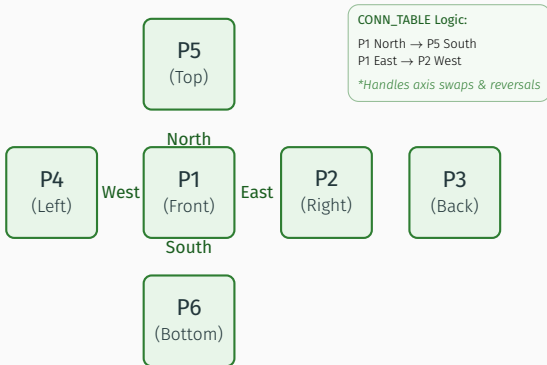 P5
(Top)
CONN_TABLE Logic:
P1 North → P5 South
P1 East → P2 West
*Handles axis swaps & reversals
North
P4
(Left)
West
P1
(Front)
East
P2
(Right)
P3
(Back)
South
P6
(Bottom)